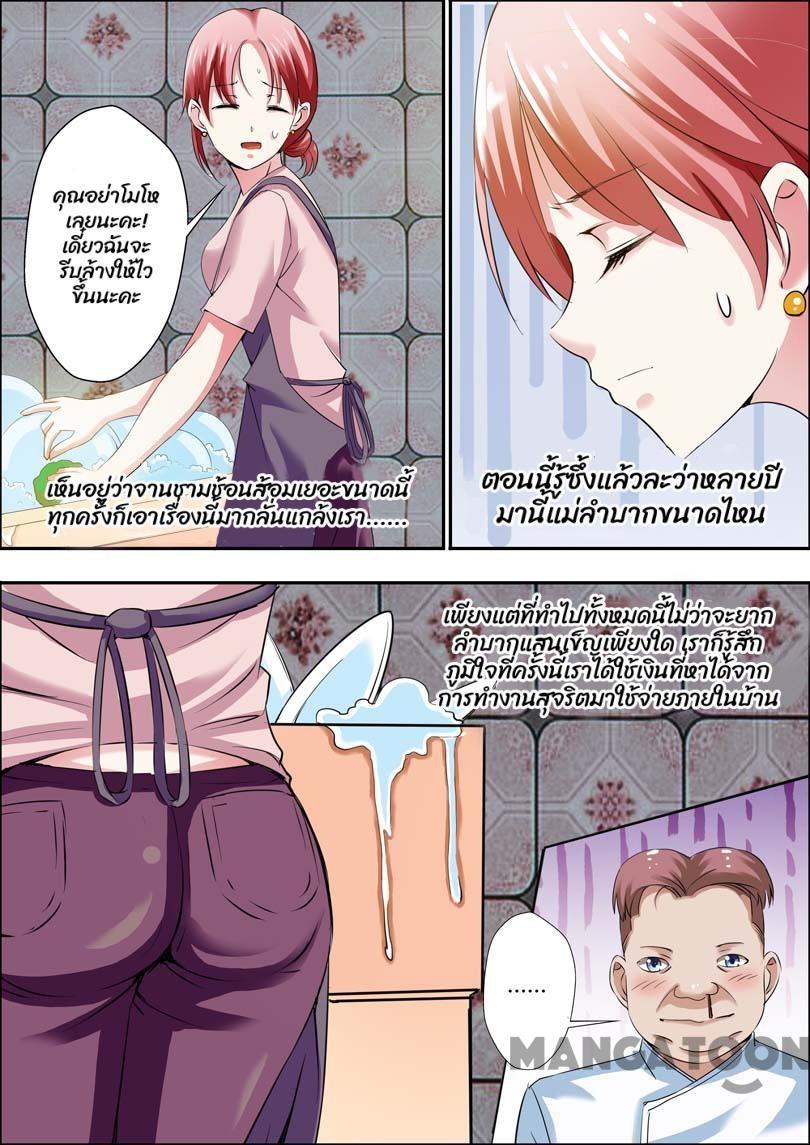 คุณอย่าโมโห
เลยนะคะ!
เดี๋ยวฉันจะ
รีบล้างให้ไว
ขึ้นนะคะ
เห็นอยู่ว่าจานชามช้อนส้อมเยอะขนาดนี้
ทุกครั้งก็เอาเรื่องนี้มากลั่นแกล้งเรา......
ตอนนี้รู้ซึ้งแล้วละว่าหลายปี
มานี้แม่ลำบากขนาดไหน
เพียงแต่ที่ทำไปทั้งหมดนี้ไม่ว่าจะยาก
ลำบากแสนเข็ญเพียงใด เราก็รู้สึก
ภูมิใจที่ครั้งนี้เราได้ใช้เงินที่หาได้จาก
การทำงานสุจริตมาใช้จ่ายภายในบ้าน
......
MANGATOON